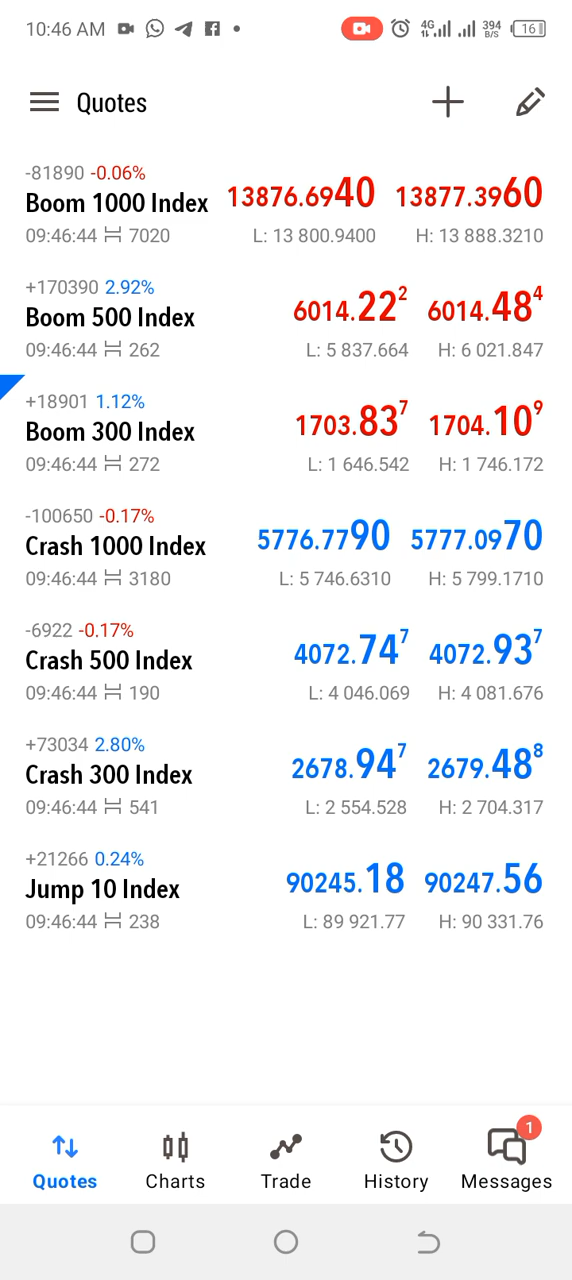 10:46 AM 4G 394 B/S 16
Quotes
-81890 -0.06%
Boom 1000 Index 13876.6940 13877.3960
09:46:44 7020 L: 13 800.9400 H: 13 888.3210
+170390 2.92%
Boom 500 Index 6014.222 6014.484
09:46:44 262 L: 5 837.664 H: 6 021.847
+18901 1.12%
Boom 300 Index 1703.837 1704.109
09:46:44 272 L: 1 646.542 H: 1 746.172
-100650 -0.17%
Crash 1000 Index 5776.7790 5777.0970
09:46:44 3180 L: 5 746.6310 H: 5 799.1710
-6922 -0.17%
Crash 500 Index 4072.747 4072.937
09:46:44 190 L: 4 046.069 H: 4 081.676
+73034 2.80%
Crash 300 Index 2678.947 2679.488
09:46:44 541 L: 2 554.528 H: 2 704.317
+21266 0.24%
Jump 10 Index 90245.18 90247.56
09:46:44 238 L: 89 921.77 H: 90 331.76
1
Quotes Charts Trade History Messages